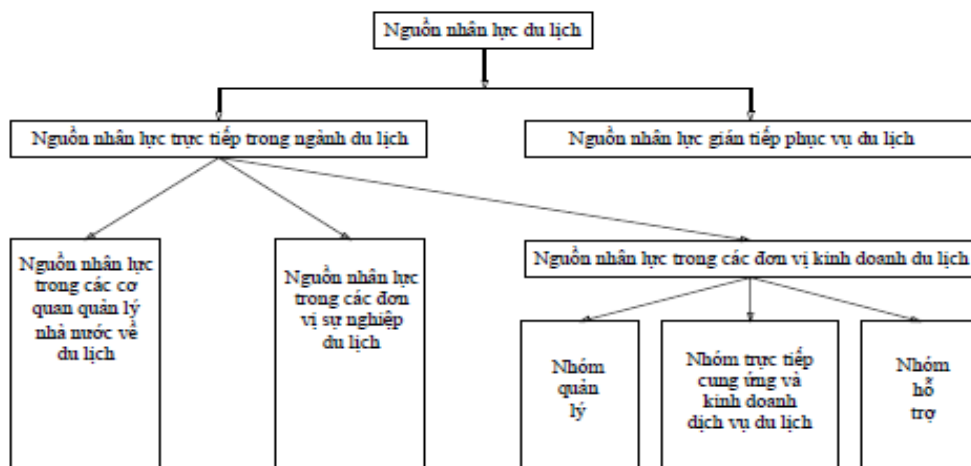 Nguồn nhân lực du lịch
Nguồn nhân lực trực tiếp trong ngành du lịch
Nguồn nhân lực gián tiếp phục vụ du lịch
Nguồn nhân lực
trong các cơ
quan quản lý
nhà nước về
du lịch
Nguồn nhân lực
trong các đơn
vị sự nghiệp
du lịch
Nguồn nhân lực trong các đơn vị kinh doanh du lịch
Nhóm
quản
lý
Nhóm trực tiếp
cung ứng và
kinh doanh
dịch vụ du lịch
Nhóm
hỗ
trợ